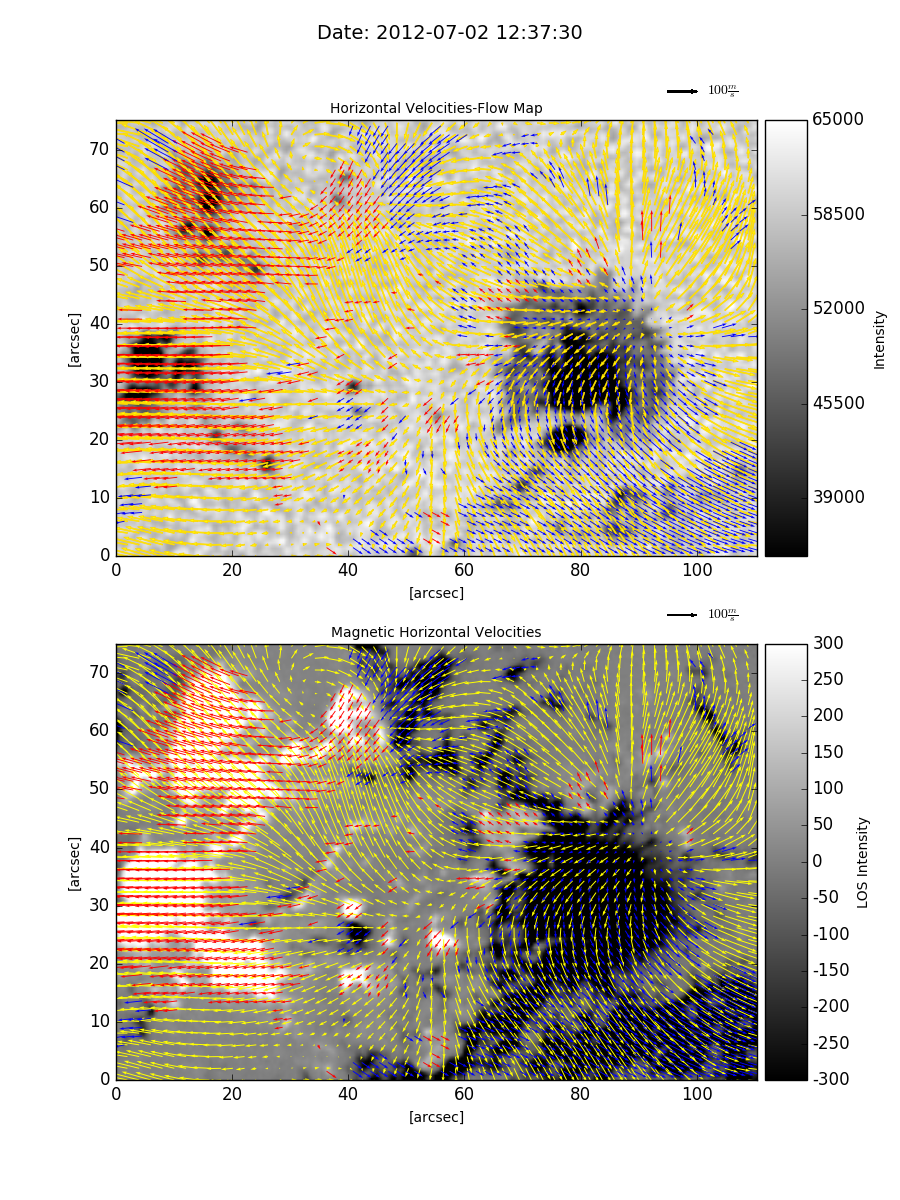 Date: 2012-07-02 12:37:30
100 m/s
Horizontal Velocities-Flow Map
70
60
50
40
30
20
10
0
[arcsec]
0 20 40 60 80 100
[arcsec]
65000
58500
52000
45500
39000
Intensity
100 m/s
Magnetic Horizontal Velocities
70
60
50
40
30
20
10
0
[arcsec]
0 20 40 60 80 100
[arcsec]
300
250
200
150
100
50
0
-50
-100
-150
-200
-250
-300
LOS Intensity